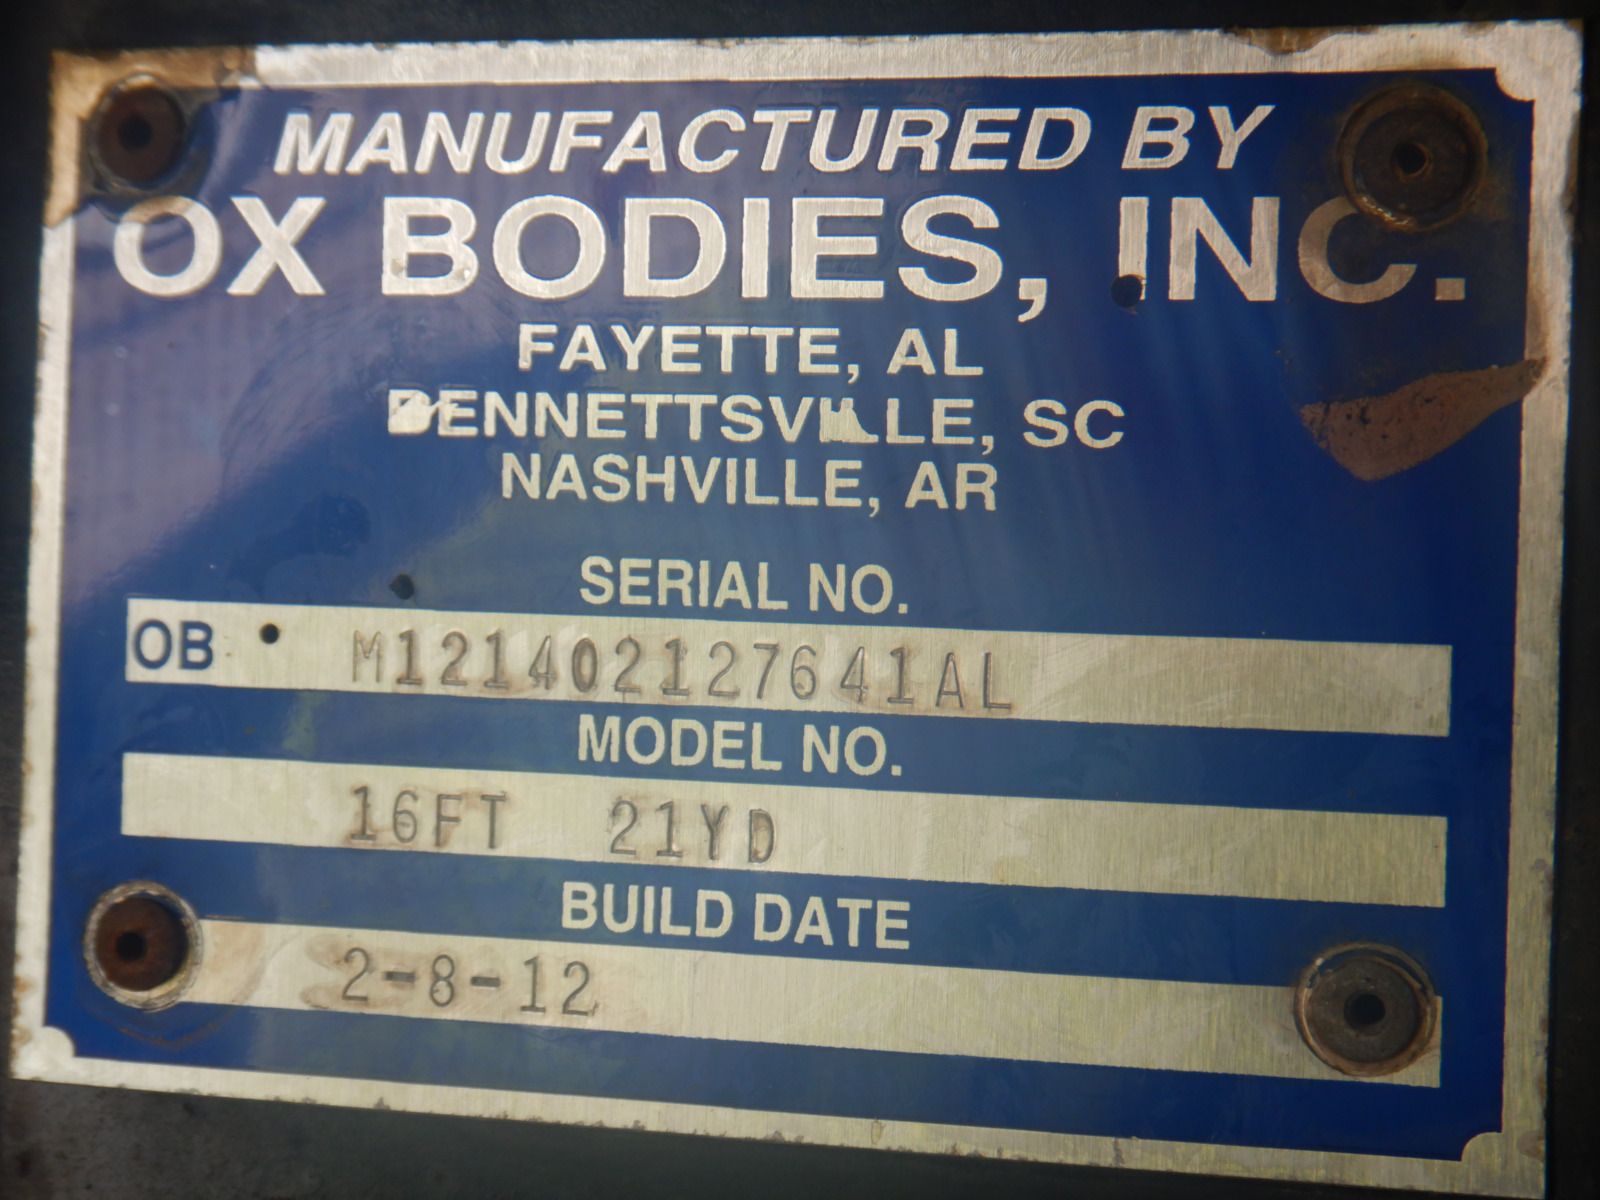 MANUFACTURED BY
OX BODIES, INC.
FAYETTE, AL
BENNETTSVILLE, SC
NASHVILLE, AR
SERIAL NO.
OB M121402127641AL
MODEL NO.
16FT 21YD
BUILD DATE
2-8-12